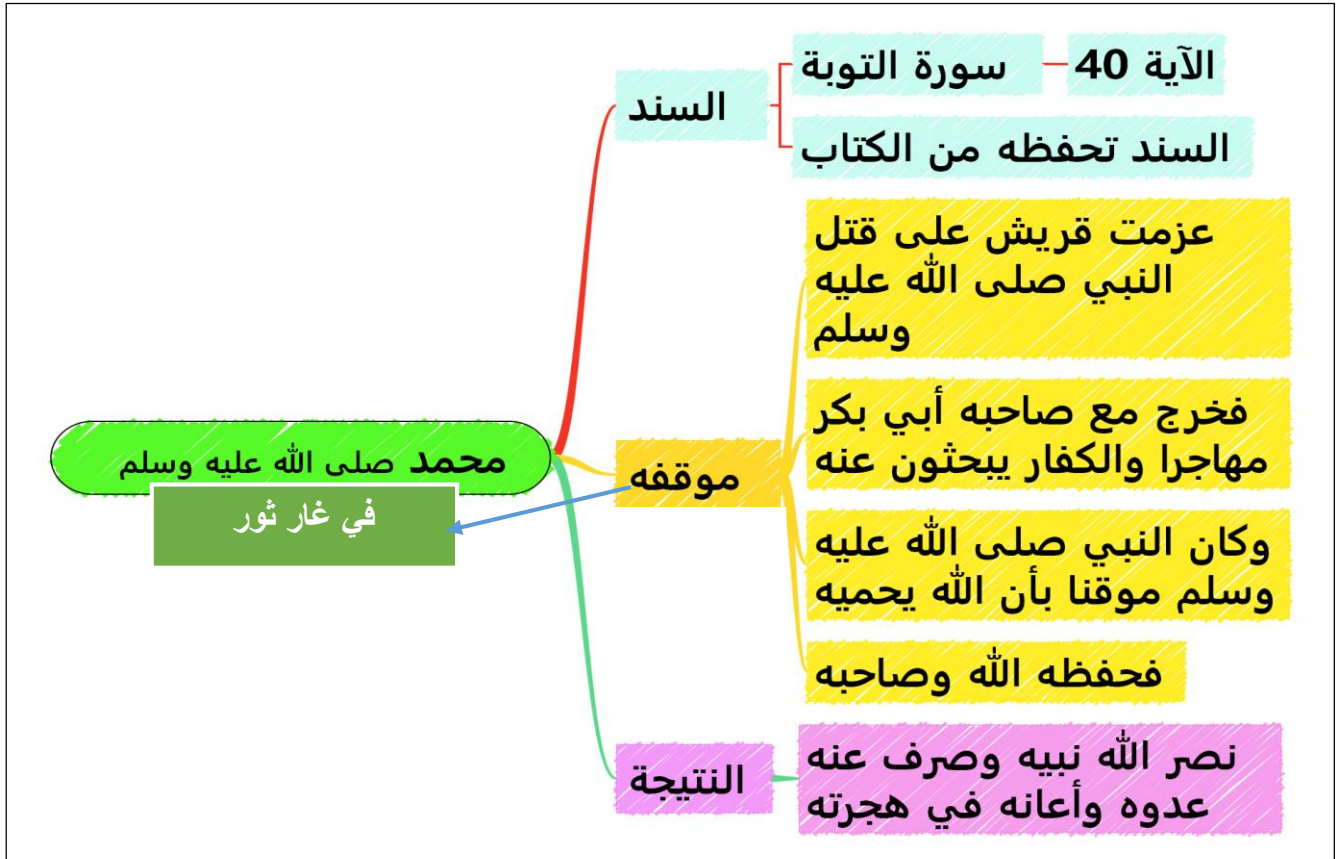 محمد صلى الله عليه وسلم
في غار ثور
السند
سورة التوبة
الآية 40
السند تحفظه من الكتاب
موقفه
عزمت قريش على قتل
النبي صلى الله عليه
وسلم
فخرج مع صاحبه أبي بكر
مهاجرا والكفار يبحثون عنه
وكان النبي صلى الله عليه
وسلم موقنا بأن الله يحميه
فحفظه الله وصاحبه
النتيجة
نصر الله نبيه وصرف عنه
عدوه وأعانه في هجرته